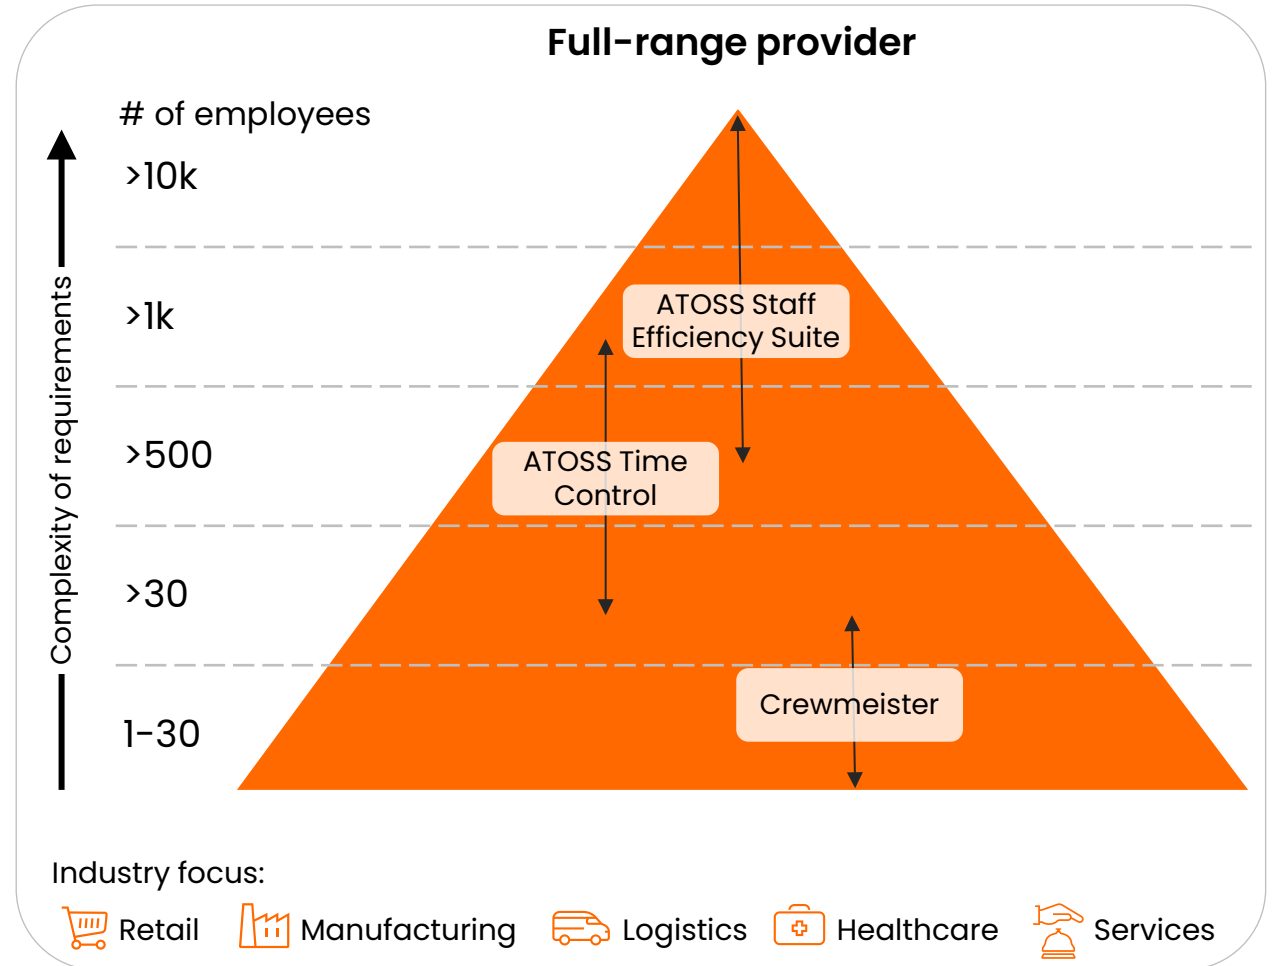 Full-range provider
# of employees
>10k
>1k
>500
>30
1-30
Complexity of requirements
ATOSS Staff
Efficiency Suite
ATOSS Time
Control
Crewmeister
Industry focus:
Retail
Manufacturing
Logistics
Healthcare
Services